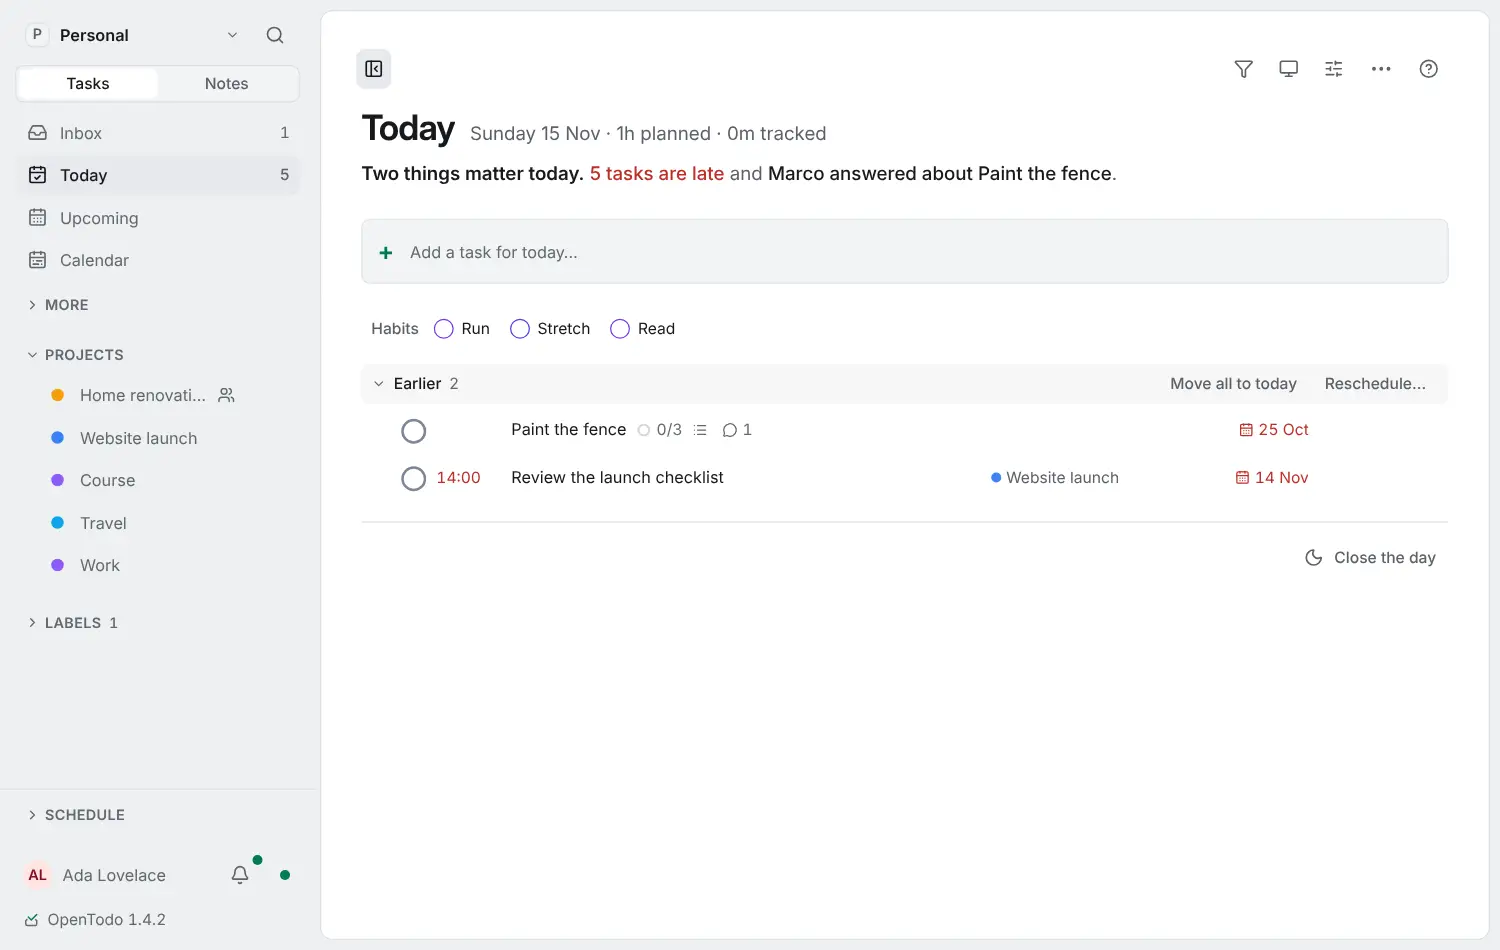 P Personal
Tasks Notes
Inbox 1
Today 5
Upcoming
Calendar
MORE
PROJECTS
Home renovati...
Website launch
Course
Travel
Work
LABELS 1
SCHEDULE
AL Ada Lovelace
OpenTodo 1.4.2
Today Sunday 15 Nov · 1h planned · 0m tracked
Two things matter today. 5 tasks are late and Marco answered about Paint the fence.
+ Add a task for today...
Habits Run Stretch Read
Earlier 2 Move all to today Reschedule...
Paint the fence 0/3 1 25 Oct
14:00 Review the launch checklist Website launch 14 Nov
Close the day